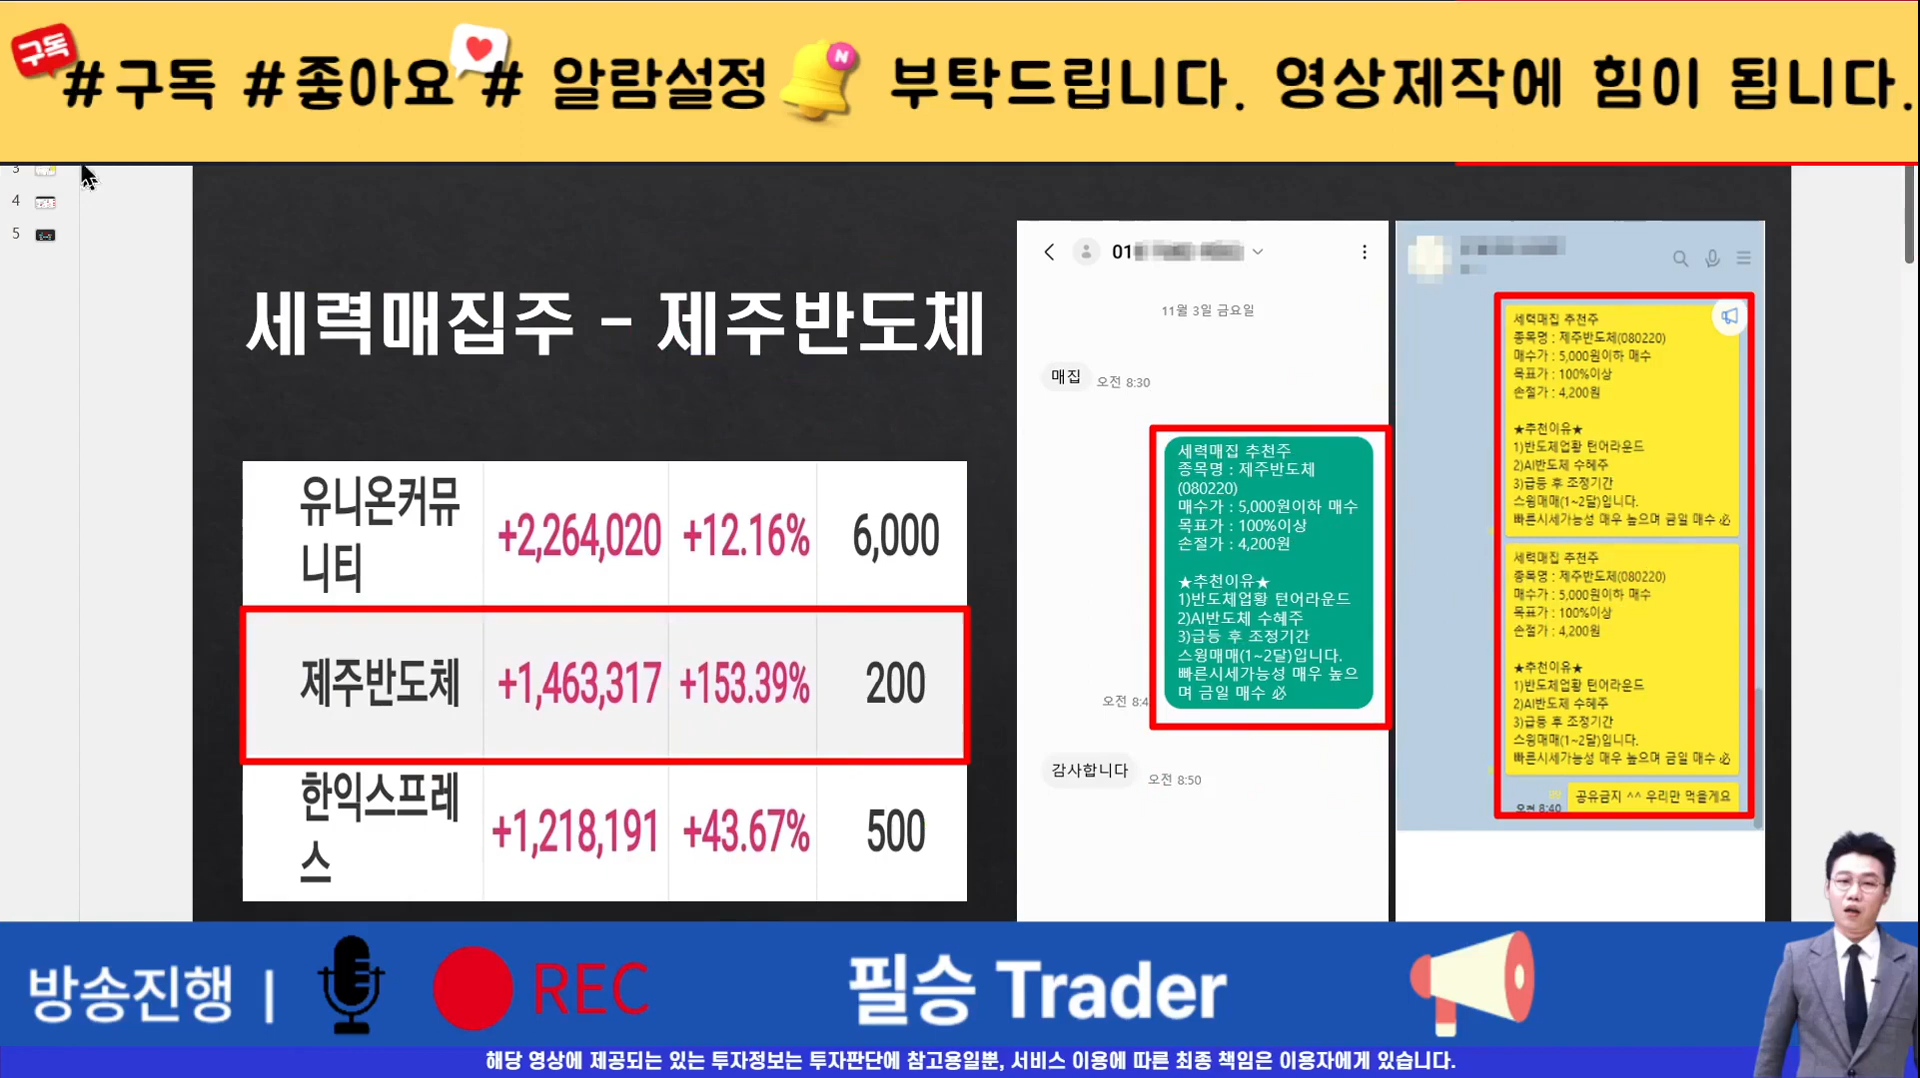 구독
#구독 #좋아요 # 알람설정 N 부탁드립니다. 영상제작에 힘이 됩니다.
3
4
5
세력매집주 - 제주반도체
유니온커뮤
니티
+2,264,020 +12.16% 6,000
제주반도체 +1,463,317 +153.39% 200
한익스프레
스
+1,218,191 +43.67% 500
01
11월 3일 금요일
매집 오전 8:30
세력매집 추천주
종목명 : 제주반도체
(080220)
매수가 : 5,000원이하 매수
목표가 : 100%이상
손절가 : 4,200원
★추천이유★
1)반도체업황 턴어라운드
2)AI반도체 수혜주
3)급등 후 조정기간
스윙매매(1~2달)입니다.
빠른시세가능성 매우 높으
며 금일 매수 必
오전 8:4
감사합니다 오전 8:50
세력매집 추천주
종목명 : 제주반도체(080220)
매수가 : 5,000원이하 매수
목표가 : 100%이상
손절가 : 4,200원
★추천이유★
1)반도체업황 턴어라운드
2)AI반도체 수혜주
3)급등 후 조정기간
스윙매매(1~2달)입니다.
빠른시세가능성 매우 높으며 금일 매수 必
세력매집 추천주
종목명 : 제주반도체(080220)
매수가 : 5,000원이하 매수
목표가 : 100%이상
손절가 : 4,200원
★추천이유★
1)반도체업황 턴어라운드
2)AI반도체 수혜주
3)급등 후 조정기간
스윙매매(1~2달)입니다.
빠른시세가능성 매우 높으며 금일 매수 必
오전 8:40 공유금지 ^^ 우리만 먹을게요
방송진행 | REC 필승 Trader
해당 영상에 제공되는 있는 투자정보는 투자판단에 참고용일뿐, 서비스 이용에 따른 최종 책임은 이용자에게 있습니다.